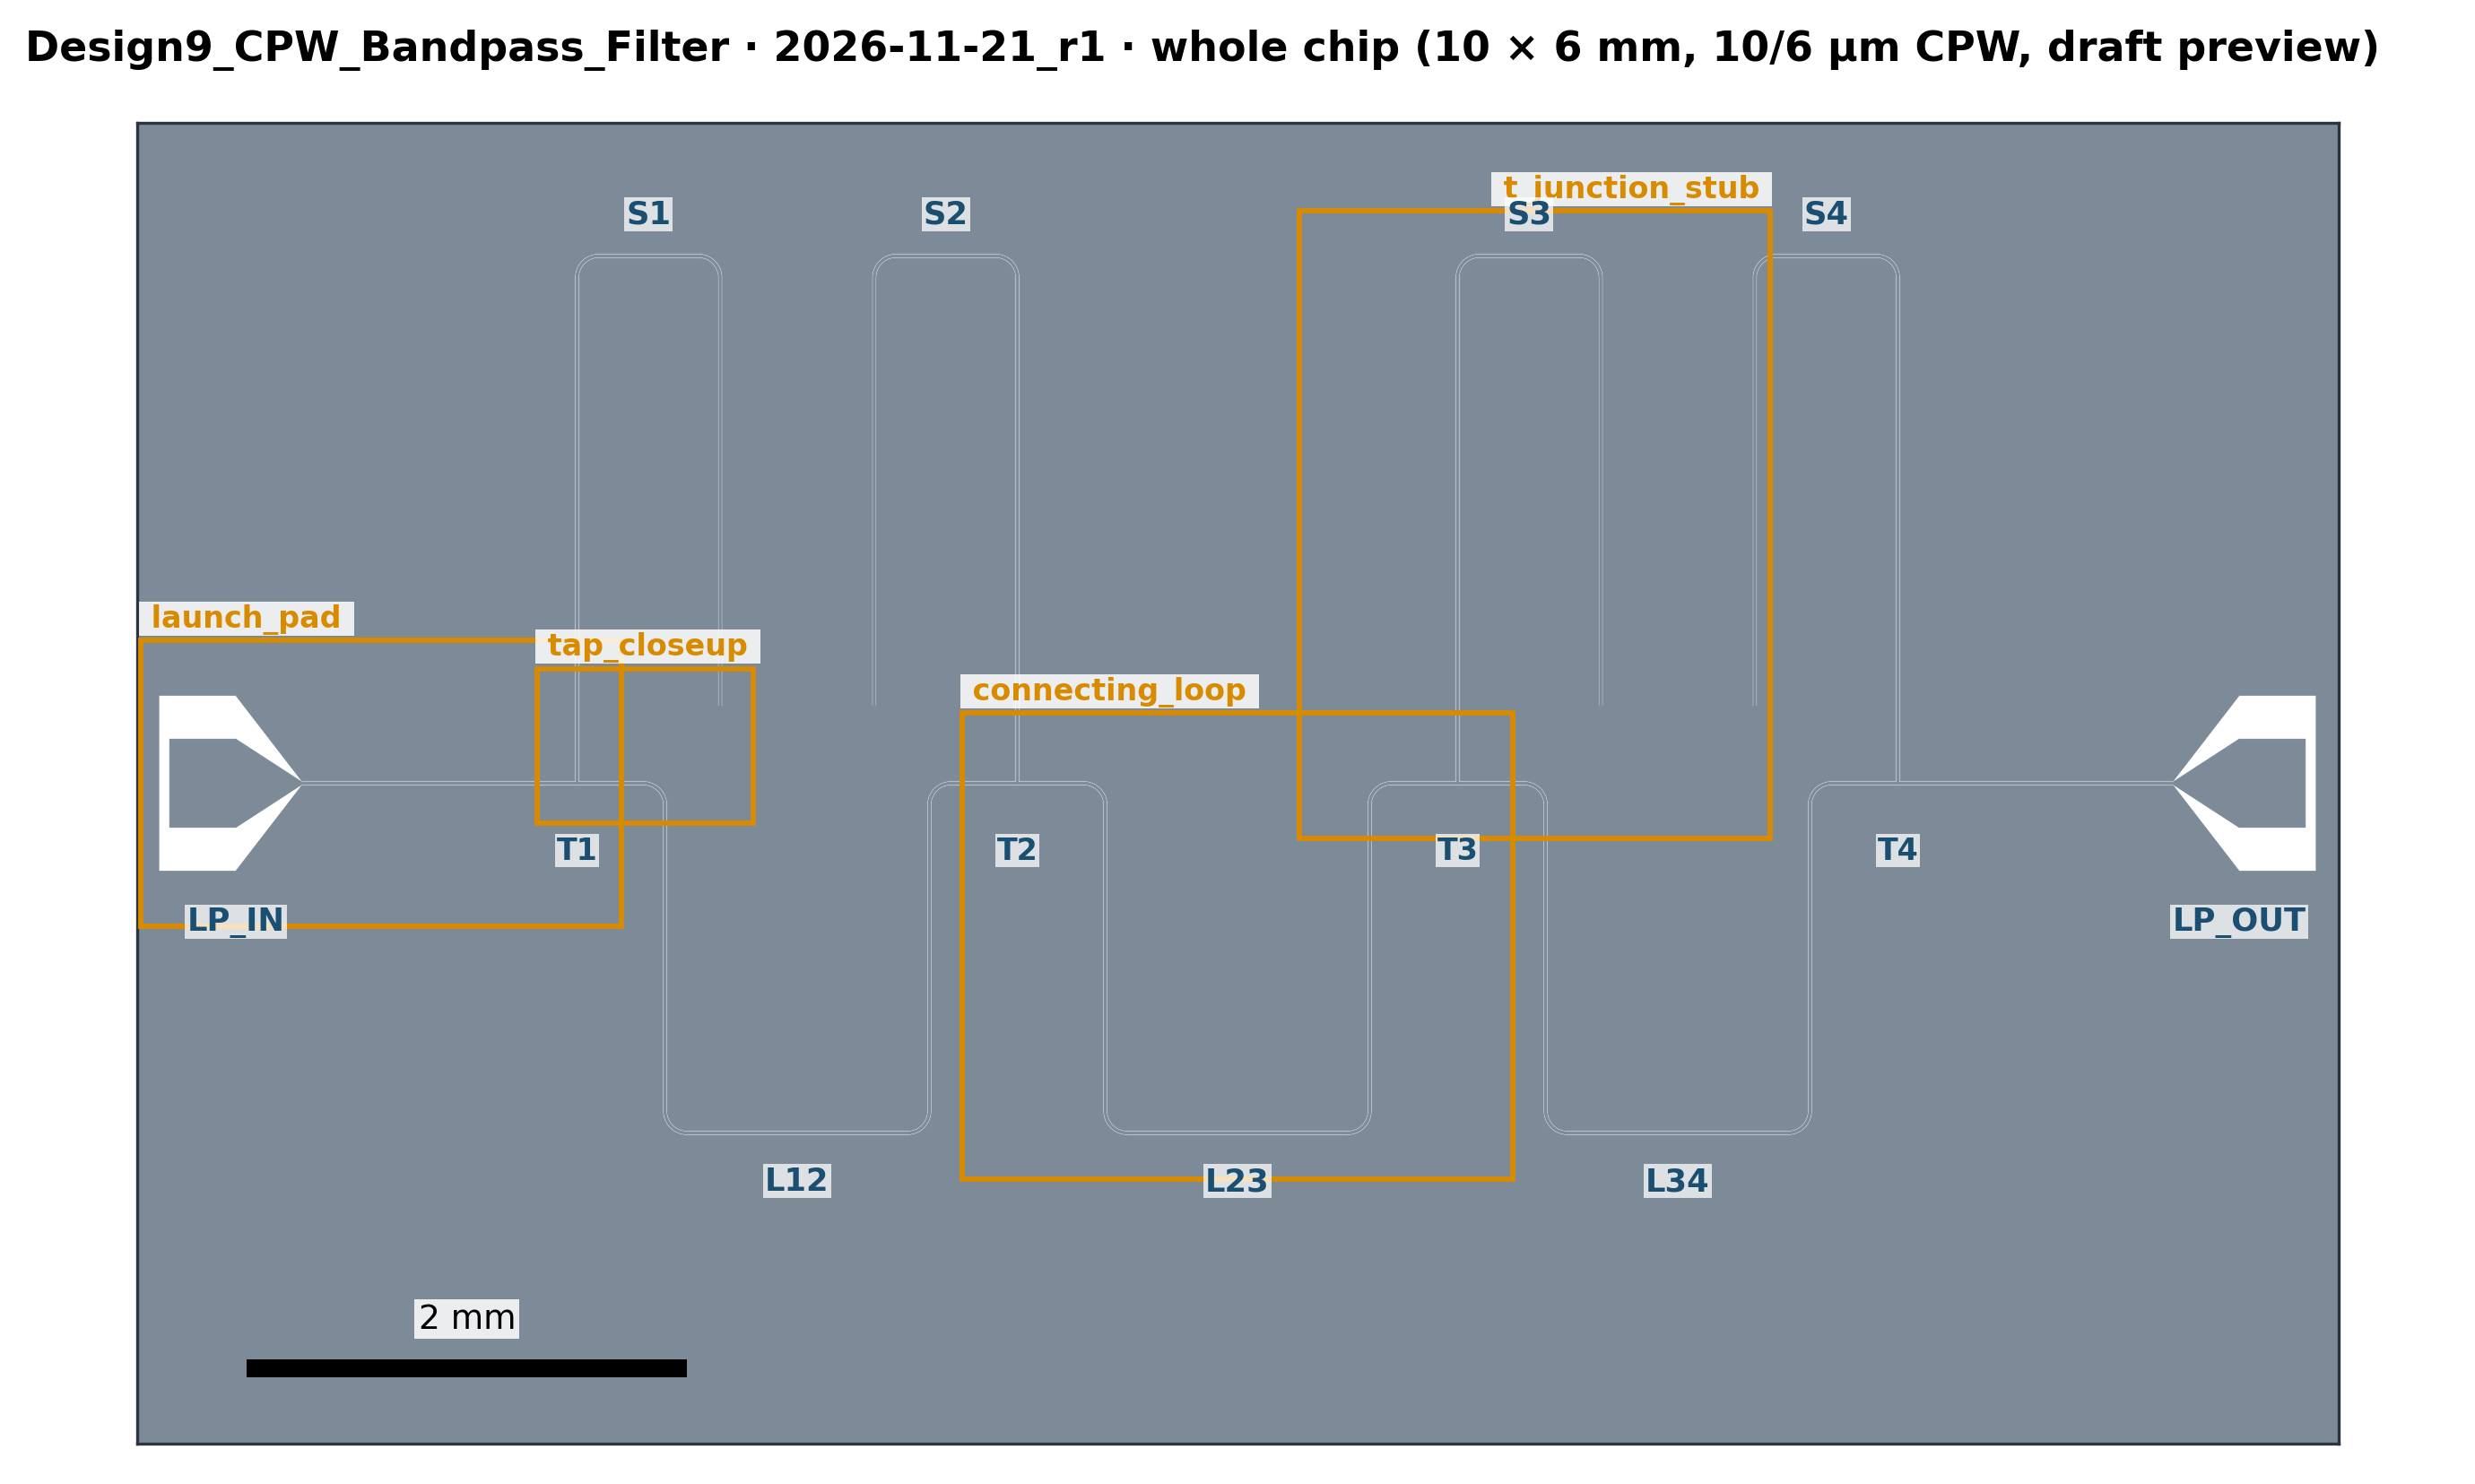 Design9_CPW_Bandpass_Filter · 2026-11-21_r1 · whole chip (10 × 6 mm, 10/6 µm CPW, draft preview)
t_junction_stub
S1
S2
S3
S4
launch_pad
tap_closeup
connecting_loop
T1
T2
T3
T4
LP_IN
LP_OUT
L12
L23
L34
2 mm